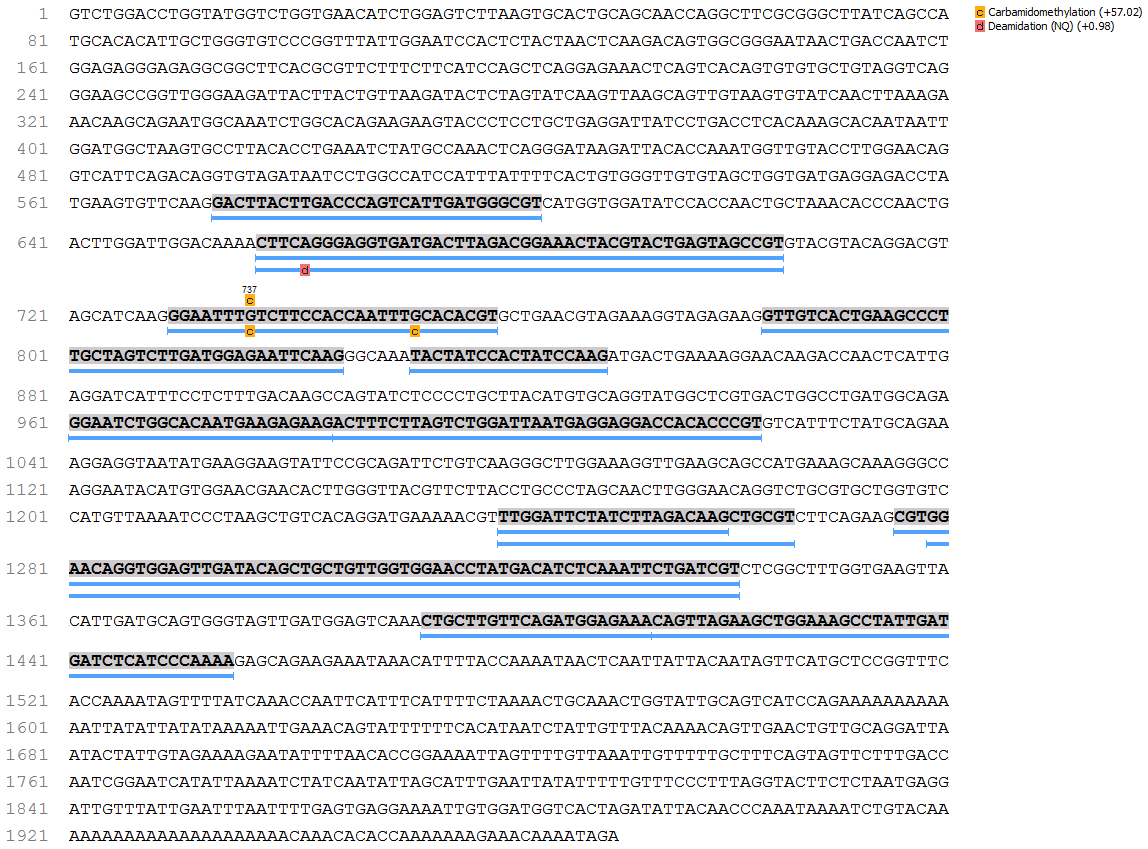 1 GTCTGGACCTGGTATGGTCTGGTGAACATCTGGAGTCTTAAGTGCACTGCAGCAACCAGGCTTCGCGGGCTTATCAGCCA
c Carbamidomethylation (+57.02)
d Deamidation (NQ) (+0.98)
81 TGCACACATTGCTGGGTGTCCCGGTTTATTGGAATCCACTCTACTAACTCAAGACAGTGGCGGGAATAACTGACCAATCT
161 GGAGAGGGAGAGGCGGCTTCACGCGTTCTTTCTTCATCCAGCTCAGGAGAAACTCAGTCACAGTGTGTGCTGTAGGTCAG
241 GGAAGCCGGTTGGGAAGATTACTTACTGTTAAGATACTCTAGTATCAAGTTAAGCAGTTGTAAGTGTATCAACTTAAAGA
321 AACAAGCAGAATGGCAAATCTGGCACAGAAGAAGTACCCTCCTGCTGAGGATTATCCTGACCTCACAAAGCACAATAATT
401 GGATGGCTAAGTGCCTTACACCTGAAATCTATGCCAAACTCAGGGATAAGATTACACCAAATGGTTGTACCTTGGAACAG
481 GTCATTCAGACAGGTGTAGATAATCCTGGCCATCCATTTATTTTCACTGTGGGTTGTGTAGCTGGTGATGAGGAGACCTA
561 TGAAGTGTTCAAGGACTTACTTGACCCAGTCATTGATGGGCGTCATGGTGGATATCCACCAACTGCTAAACACCCAACTG
641 ACTTGGATTGGACAAAACTTCAGGGAGGTGATGACTTAGACGGAAACTACGTACTGAGTAGCCGTGTACGTACAGGACGT
d
737
c
721 AGCATCAAGGGAATTTGTCTTCCACCAATTTGCACACGTGCTGAACGTAGAAAGGTAGAGAAGGTTGTCACTGAAGCCCT
c c
801 TGCTAGTCTTGATGGAGAATTCAAGGGCAAATACTATCCACTATCCAAGATGACTGAAAAGGAACAAGACCAACTCATTG
881 AGGATCATTTCCTCTTTGACAAGCCAGTATCTCCCCTGCTTACATGTGCAGGTATGGCTCGTGACTGGCCTGATGGCAGA
961 GGAATCTGGCACAATGAAGAGAAGACTTTCTTAGTCTGGATTAATGAGGAGGACCACACCCGTGTCATTTCTATGCAGAA
1041 AGGAGGTAATATGAAGGAAGTATTCCGCAGATTCTGTCAAGGGCTTGGAAAGGTTGAAGCAGCCATGAAAGCAAAGGGCC
1121 AGGAATACATGTGGAACGAACACTTGGGTTACGTTCTTACCTGCCCTAGCAACTTGGGAACAGGTCTGCGTGCTGGTGTC
1201 CATGTTAAAATCCCTAAGCTGTCACAGGATGAAAAACGTTTGGATTCTATCTTAGACAAGCTGCGTCTTCAGAAGCGTGG
1281 AACAGGTGGAGTTGATACAGCTGCTGTTGGTGGAACCTATGACATCTCAAATTCTGATCGTCTCGGCTTTGGTGAAGTTA
1361 CATTGATGCAGTGGGTAGTTGATGGAGTCAAACTGCTTGTTCAGATGGAGAAACAGTTAGAAGCTGGAAAGCCTATTGAT
1441 GATCTCATCCCAAAAGAGCAGAAGAAATAAACATTTTACCAAAATAACTCAATTATTACAATAGTTCATGCTCCGGTTTC
1521 ACCAAAATAGTTTTATCAAACCAATTCATTTCATTTTCTAAAACTGCAAACTGGTATTGCAGTCATCCAGAAAAAAAAAA
1601 AATTATATTATATAAAAATTGAAACAGTATTTTTTCACATAATCTATTGTTTACAAAACAGTTGAACTGTTGCAGGATTA
1681 ATACTATTGTAGAAAAGAATATTTTAACACCGGAAAATTAGTTTTGTTAAATTGTTTTTGCTTTCAGTAGTTCTTTGACC
1761 AATCGGAATCATATTAAAATCTATCAATATTAGCATTTGAATTATATTTTTGTTTCCCTTTAGGTACTTCTCTAATGAGG
1841 ATTGTTTATTGAATTTAATTTTGAGTGAGGAAAATTGTGGATGGTCACTAGATATTACAACCCAAATAAAATCTGTACAA
1921 AAAAAAAAAAAAAAAAAAAACAAACACACCAAAAAAAGAAACAAAATAGA